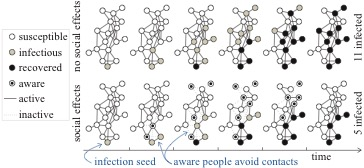 susceptible
infectious
recovered
aware
active
inactive
no social effects
11 infected
social effects
5 infected
infection seed
aware people avoid contacts
time